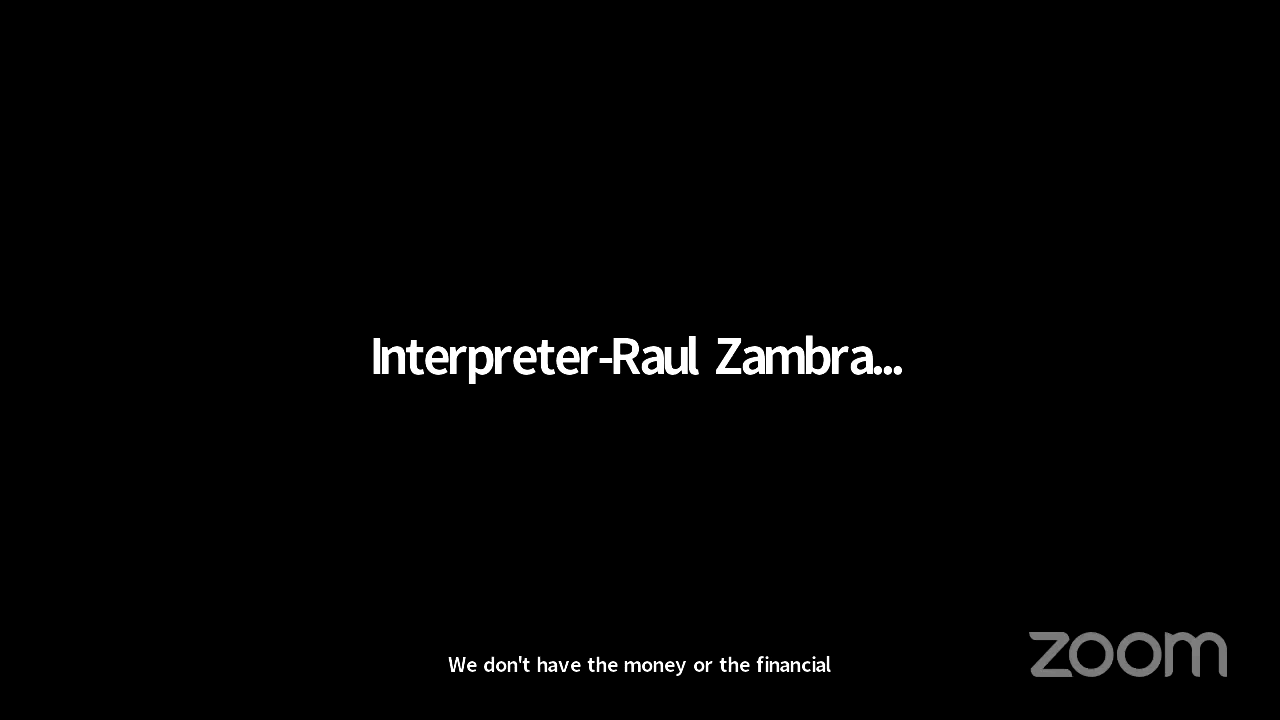 Interpreter-Raul Zambra...
We don't have the money or the financial
zoom